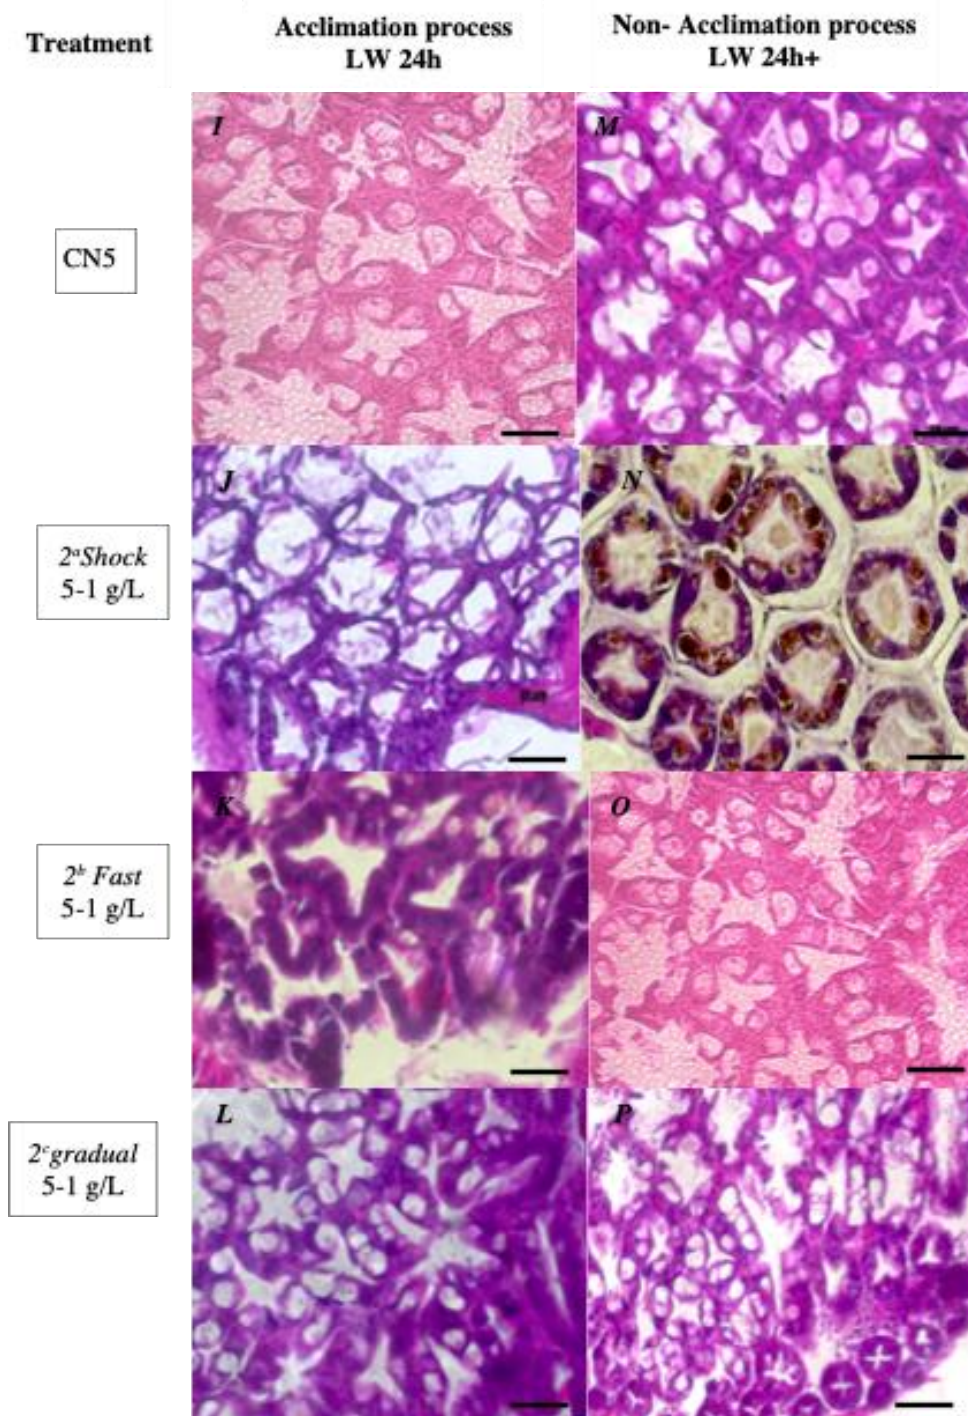 Treatment
Acclimation process
LW 24h
Non- Acclimation process
LW 24h+
CN5
I
M
2ᵃShock
5-1 g/L
J
N
2ᵇ Fast
5-1 g/L
K
O
2ᶜgradual
5-1 g/L
L
P